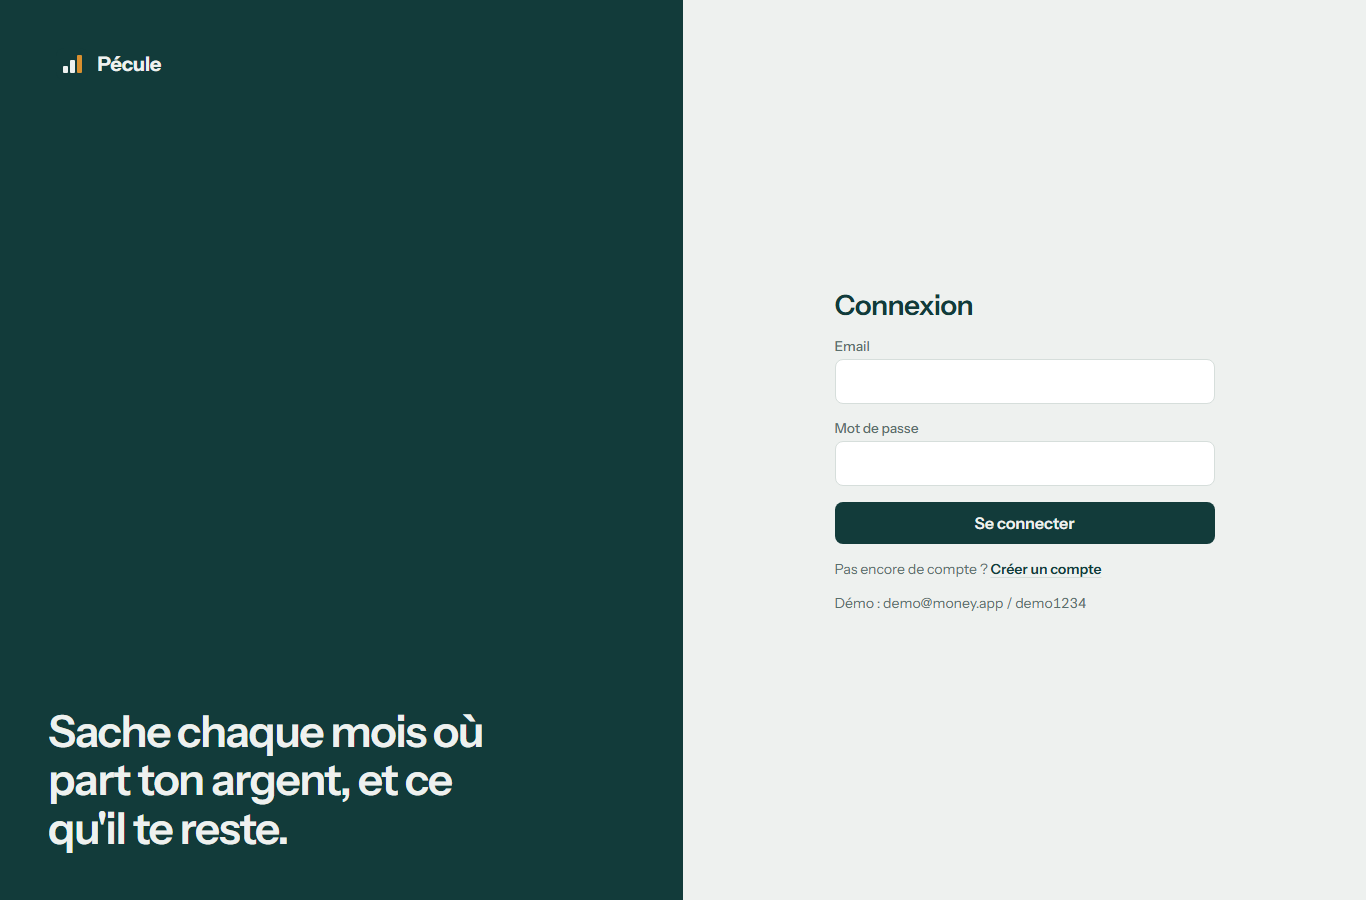 Pécule
Sache chaque mois où
part ton argent, et ce
qu'il te reste.
Connexion
Email
Mot de passe
Se connecter
Pas encore de compte ? Créer un compte
Démo : demo@money.app / demo1234